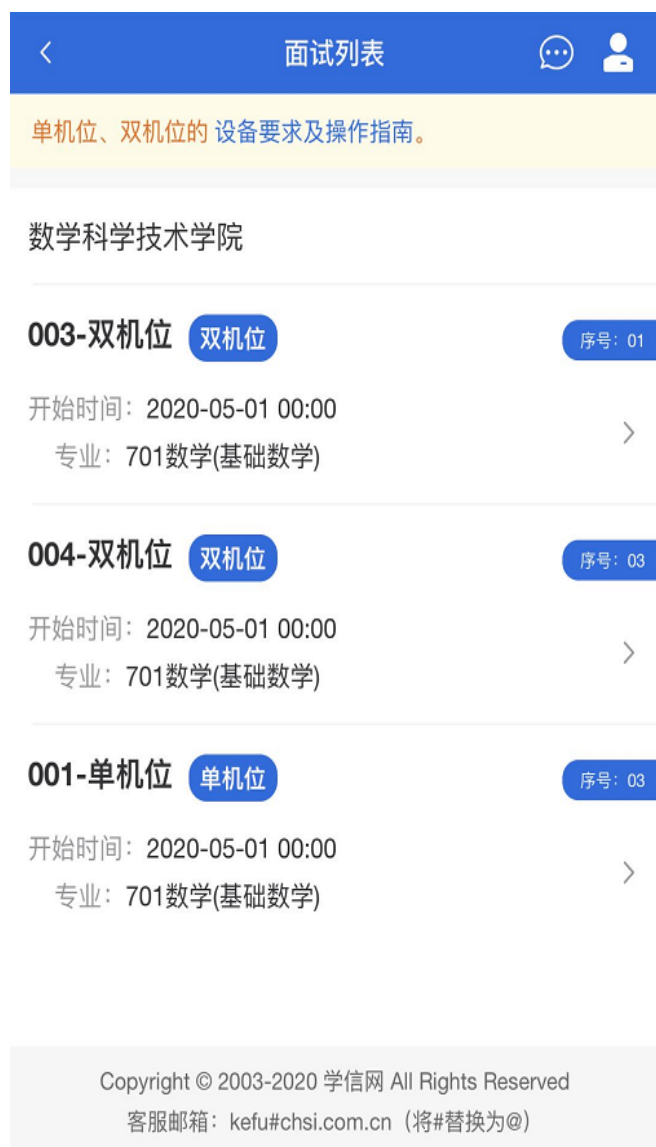 面试列表
单机位、双机位的 设备要求及操作指南。
数学科学技术学院
003-双机位 双机位 序号：01
开始时间：2020-05-01 00:00
专业：701数学(基础数学)
004-双机位 双机位 序号：03
开始时间：2020-05-01 00:00
专业：701数学(基础数学)
001-单机位 单机位 序号：03
开始时间：2020-05-01 00:00
专业：701数学(基础数学)
Copyright © 2003-2020 学信网 All Rights Reserved
客服邮箱：kefu#chsi.com.cn（将#替换为@）